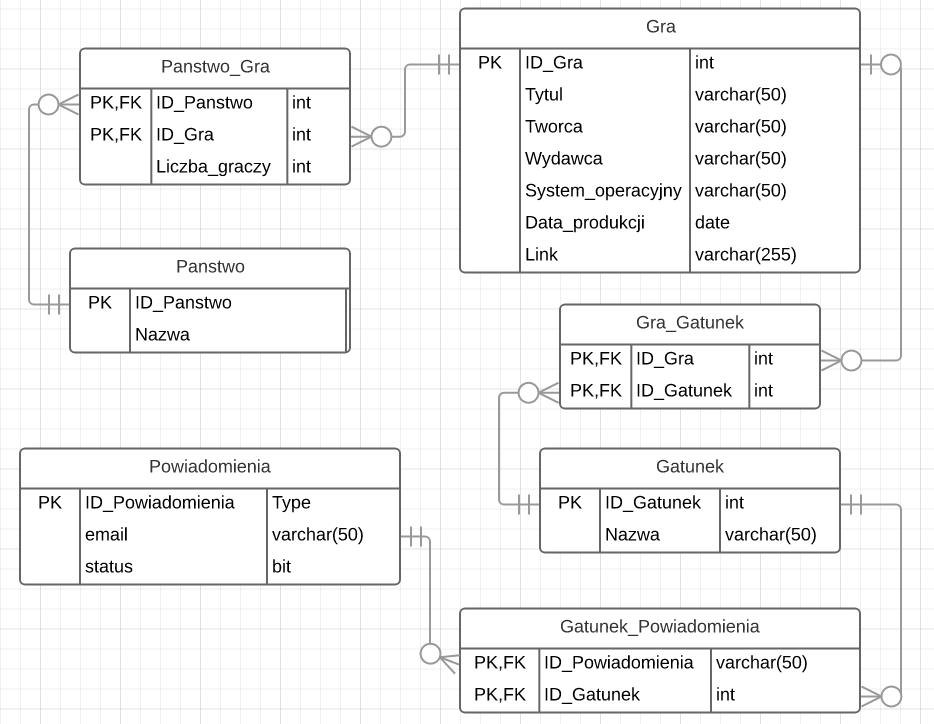 Gra
PK ID_Gra int
Tytul varchar(50)
Tworca varchar(50)
Wydawca varchar(50)
System_operacyjny varchar(50)
Data_produkcji date
Link varchar(255)
Panstwo_Gra
PK,FK ID_Panstwo int
PK,FK ID_Gra int
Liczba_graczy int
Panstwo
PK ID_Panstwo
Nazwa
Gra_Gatunek
PK,FK ID_Gra int
PK,FK ID_Gatunek int
Powiadomienia
PK ID_Powiadomienia Type
email varchar(50)
status bit
Gatunek
PK ID_Gatunek int
Nazwa varchar(50)
Gatunek_Powiadomienia
PK,FK ID_Powiadomienia varchar(50)
PK,FK ID_Gatunek int